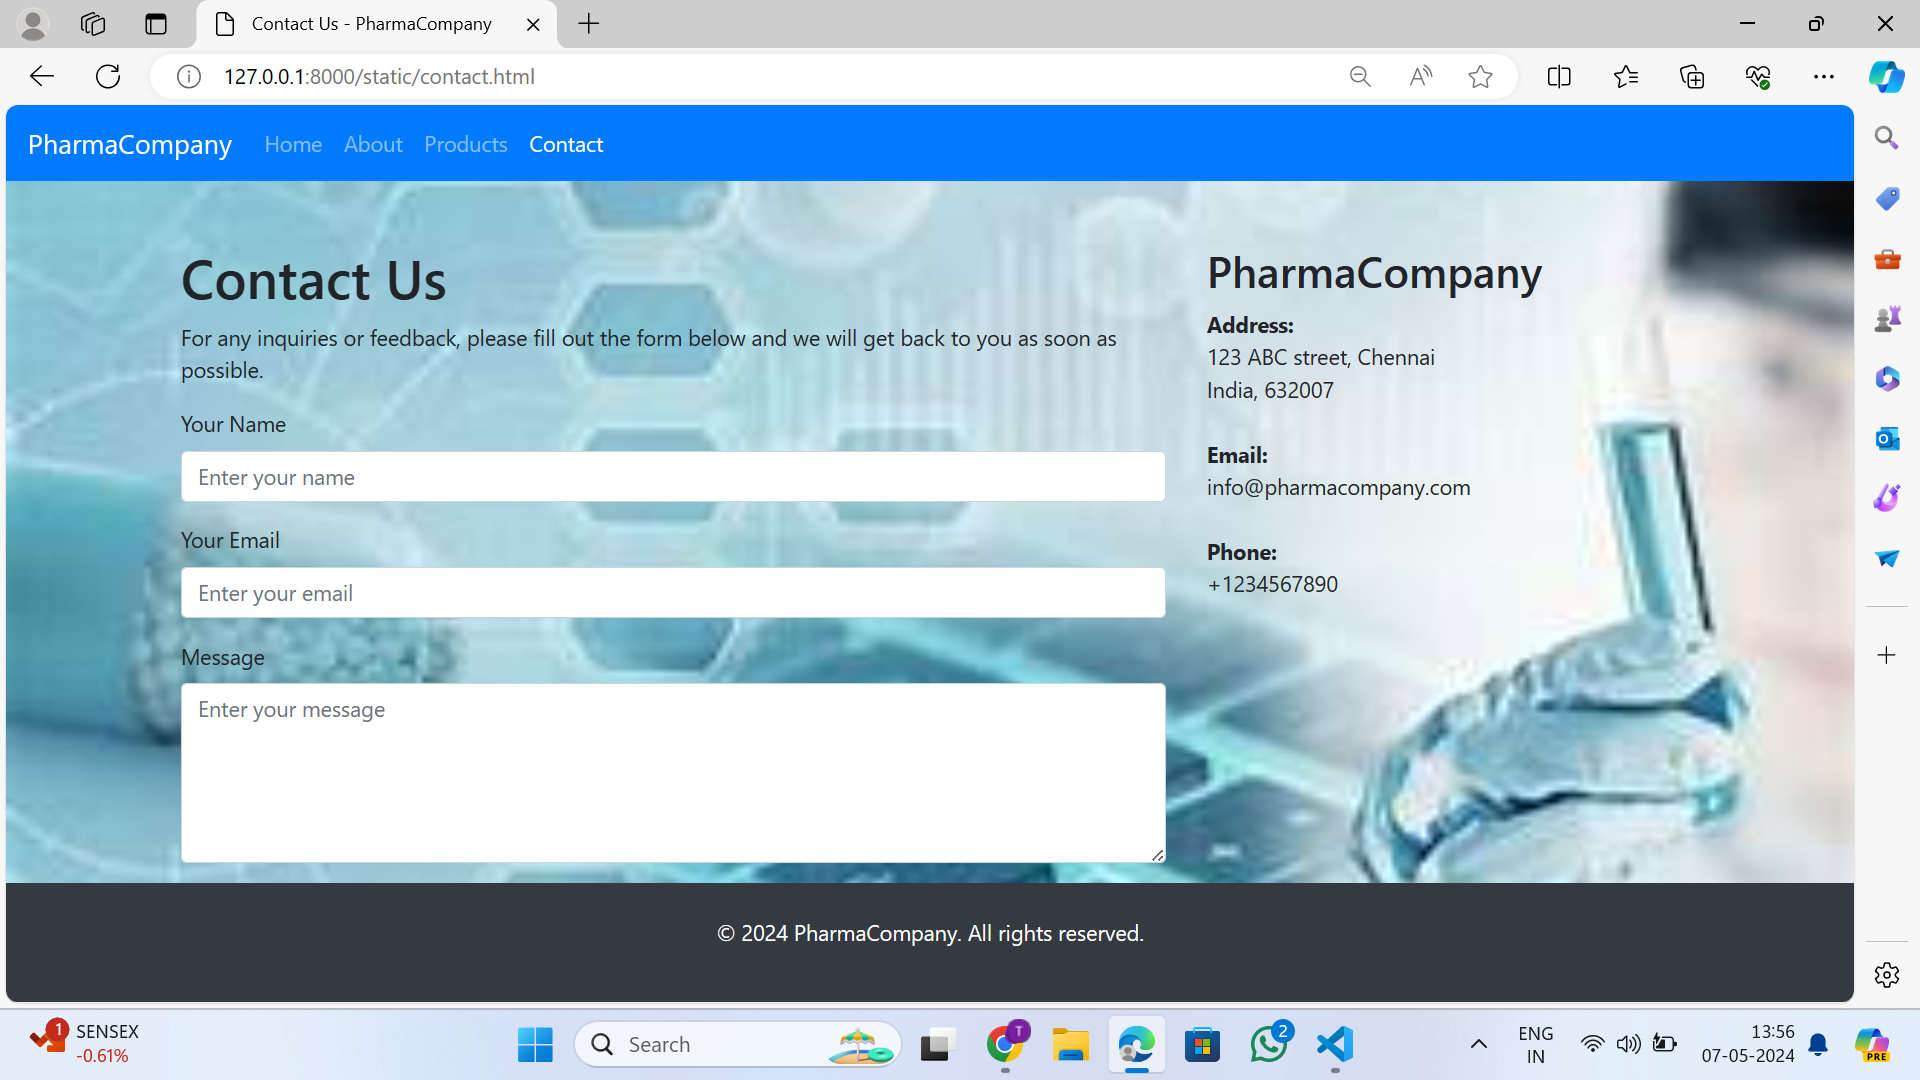 Contact Us - PharmaCompany
127.0.0.1:8000/static/contact.html
PharmaCompany Home About Products Contact
Contact Us
For any inquiries or feedback, please fill out the form below and we will get back to you as soon as
possible.
Your Name
Enter your name
Your Email
Enter your email
Message
Enter your message
PharmaCompany
Address:
123 ABC street, Chennai
India, 632007
Email:
info@pharmacompany.com
Phone:
+1234567890
© 2024 PharmaCompany. All rights reserved.
1
SENSEX
-0.61%
Search
T
2
ENG
IN
13:56
07-05-2024
PRE